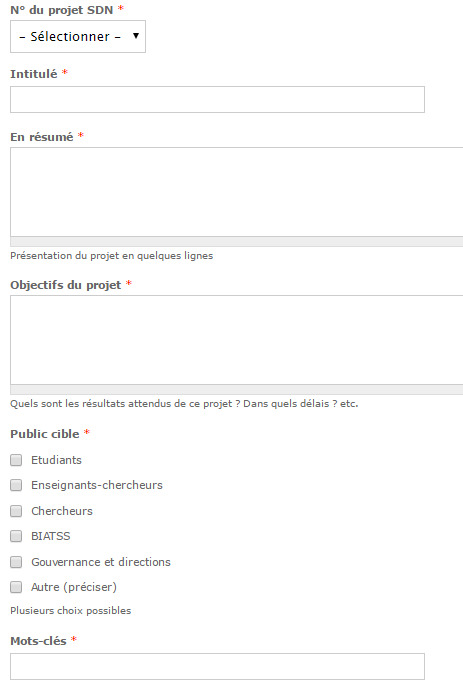 N° du projet SDN *
– Sélectionner –
Intitulé *
En résumé *
Présentation du projet en quelques lignes
Objectifs du projet *
Quels sont les résultats attendus de ce projet ? Dans quels délais ? etc.
Public cible *
Etudiants
Enseignants-chercheurs
Chercheurs
BIATSS
Gouvernance et directions
Autre (préciser)
Plusieurs choix possibles
Mots-clés *